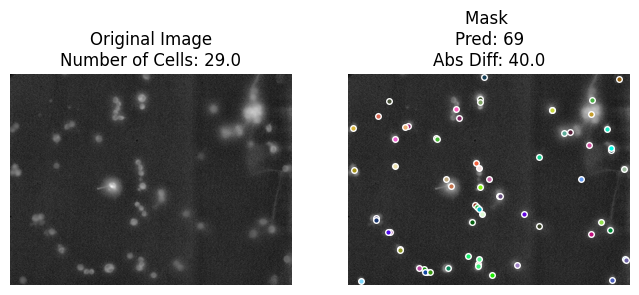 Original Image
Number of Cells: 29.0
Mask
Pred: 69
Abs Diff: 40.0